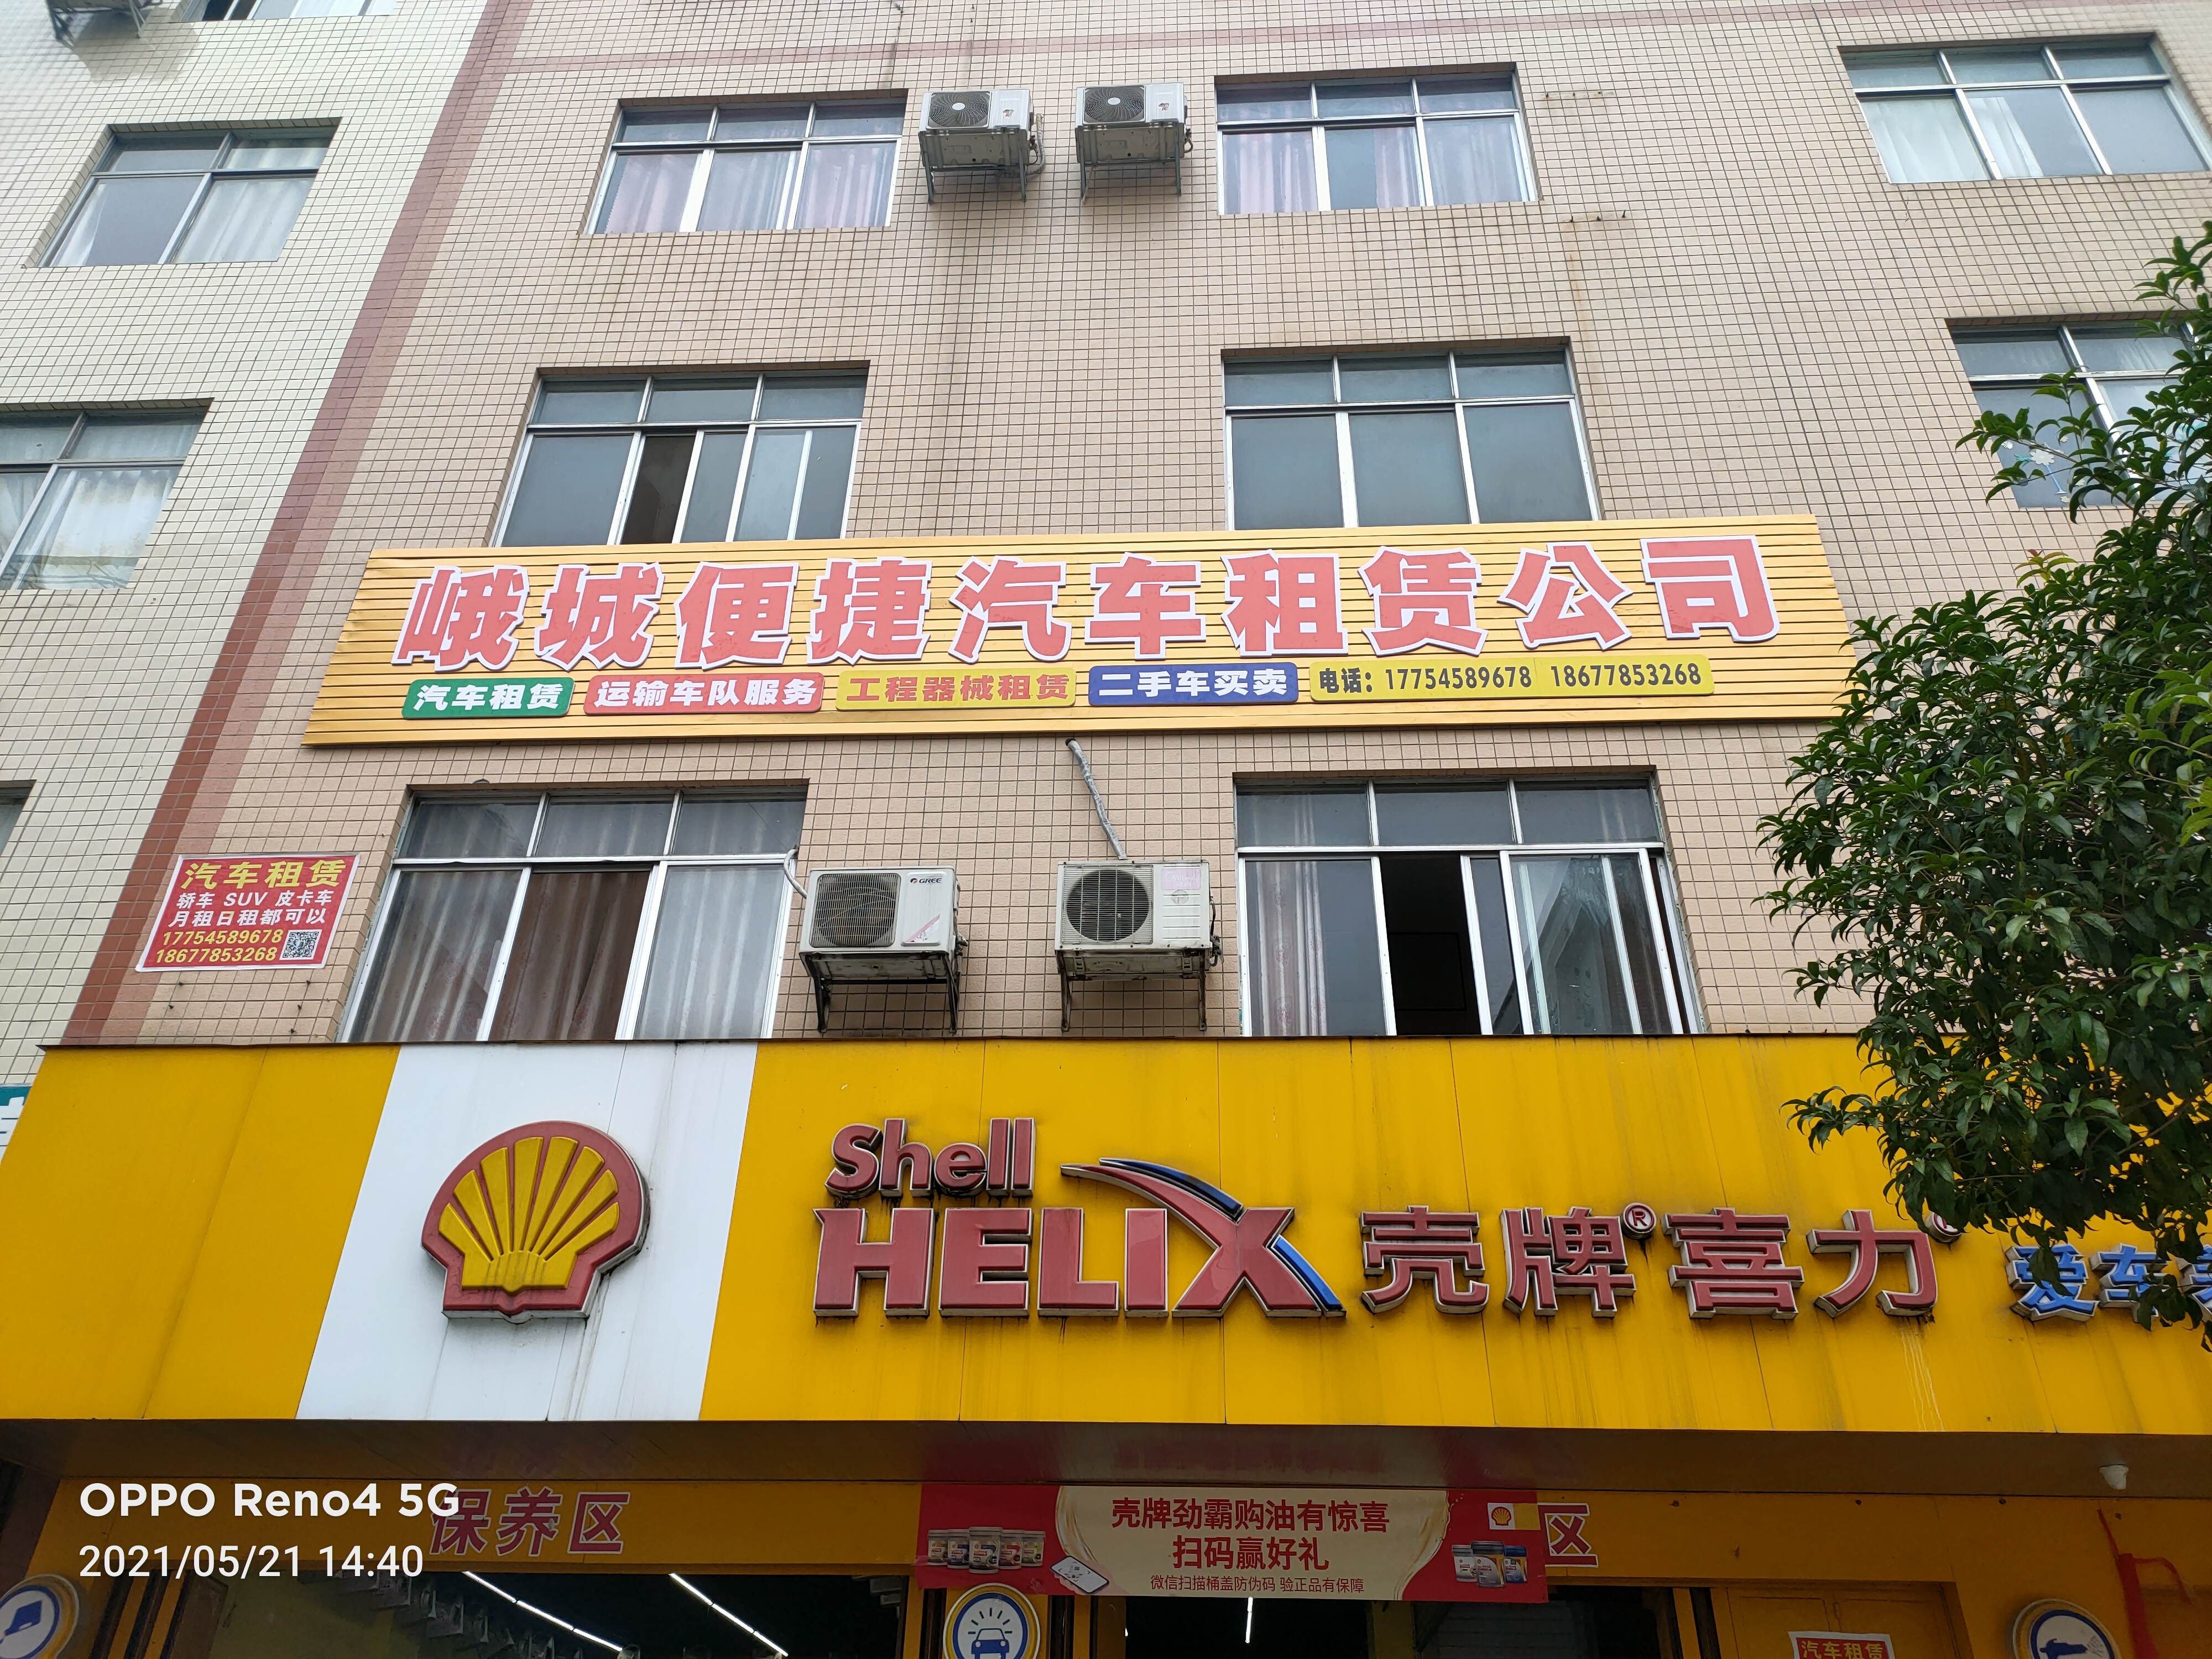 峨城便捷汽车租赁公司
汽车租赁 运输车队服务 工程器械租赁 二手车买卖 电话：17754589678 18677853268
汽车租赁
轿车 SUV 皮卡车
月租日租都可以
17754589678
18677853268
GREE
Shell
HELIX 壳牌® 喜力 爱车
保养区
区
壳牌劲霸购油有惊喜
扫码赢好礼
微信扫描桶盖防伪码 验正品有保障
汽车租赁
OPPO Reno4 5G
2021/05/21 14:40